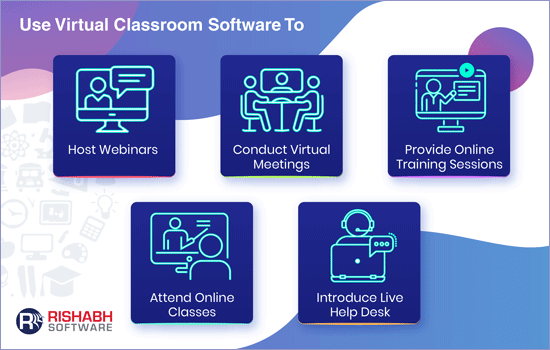 Use Virtual Classroom Software To
Host Webinars
Conduct Virtual
Meetings
Provide Online
Training Sessions
Attend Online
Classes
Introduce Live
Help Desk
R
RISHABH
SOFTWARE